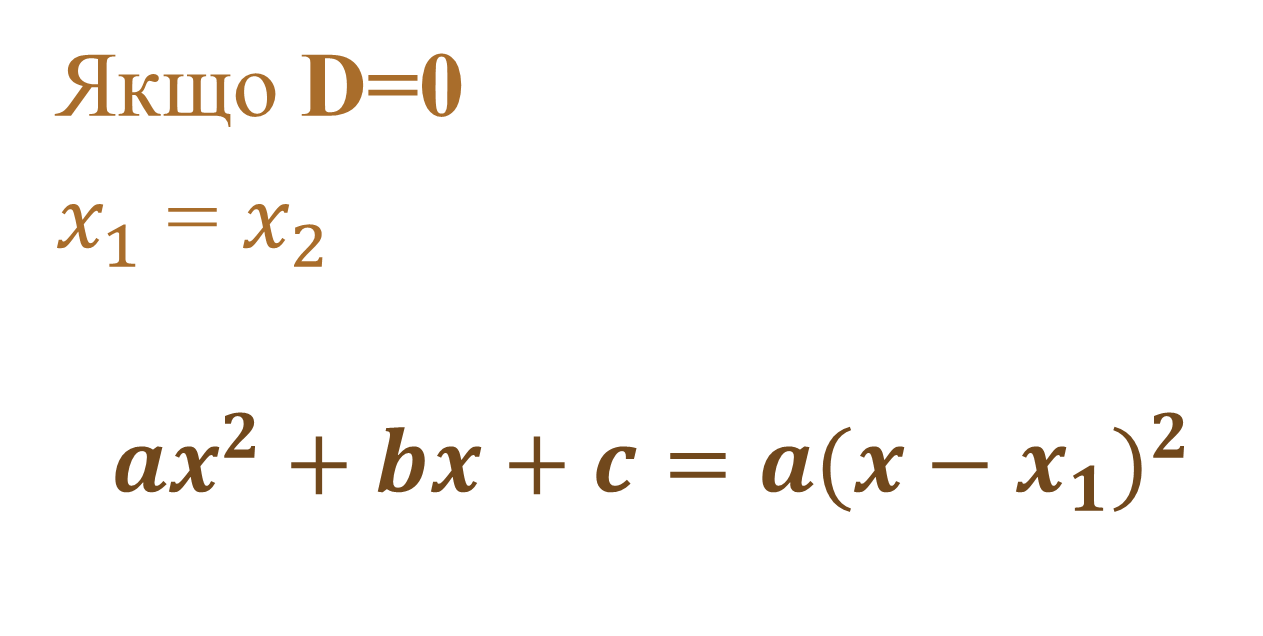 Якщо D=0
x₁ = x₂
ax² + bx + c = a(x − x₁)²